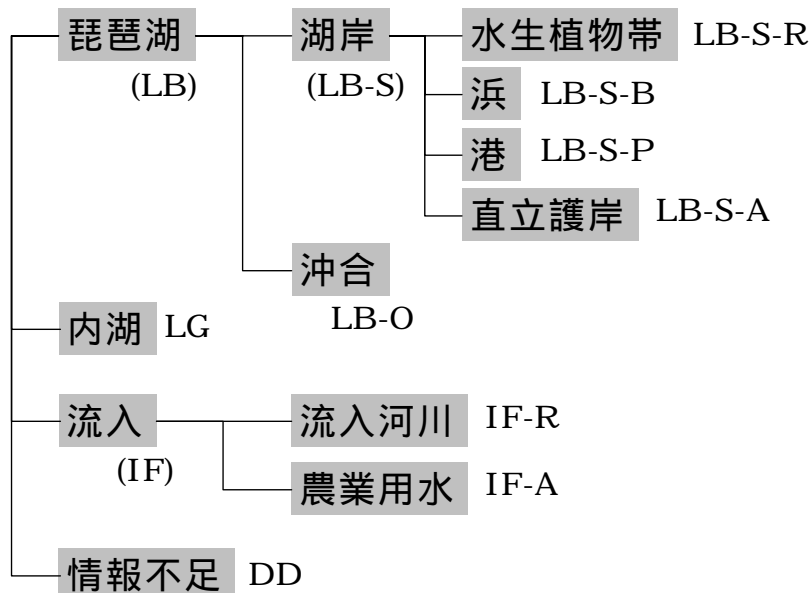 琵琶湖 湖岸 水生植物帯 LB-S-R
(LB) (LB-S)
浜 LB-S-B
港 LB-S-P
直立護岸 LB-S-A
沖合
LB-O
内湖 LG
流入 流入河川 IF-R
(IF)
農業用水 IF-A
情報不足 DD